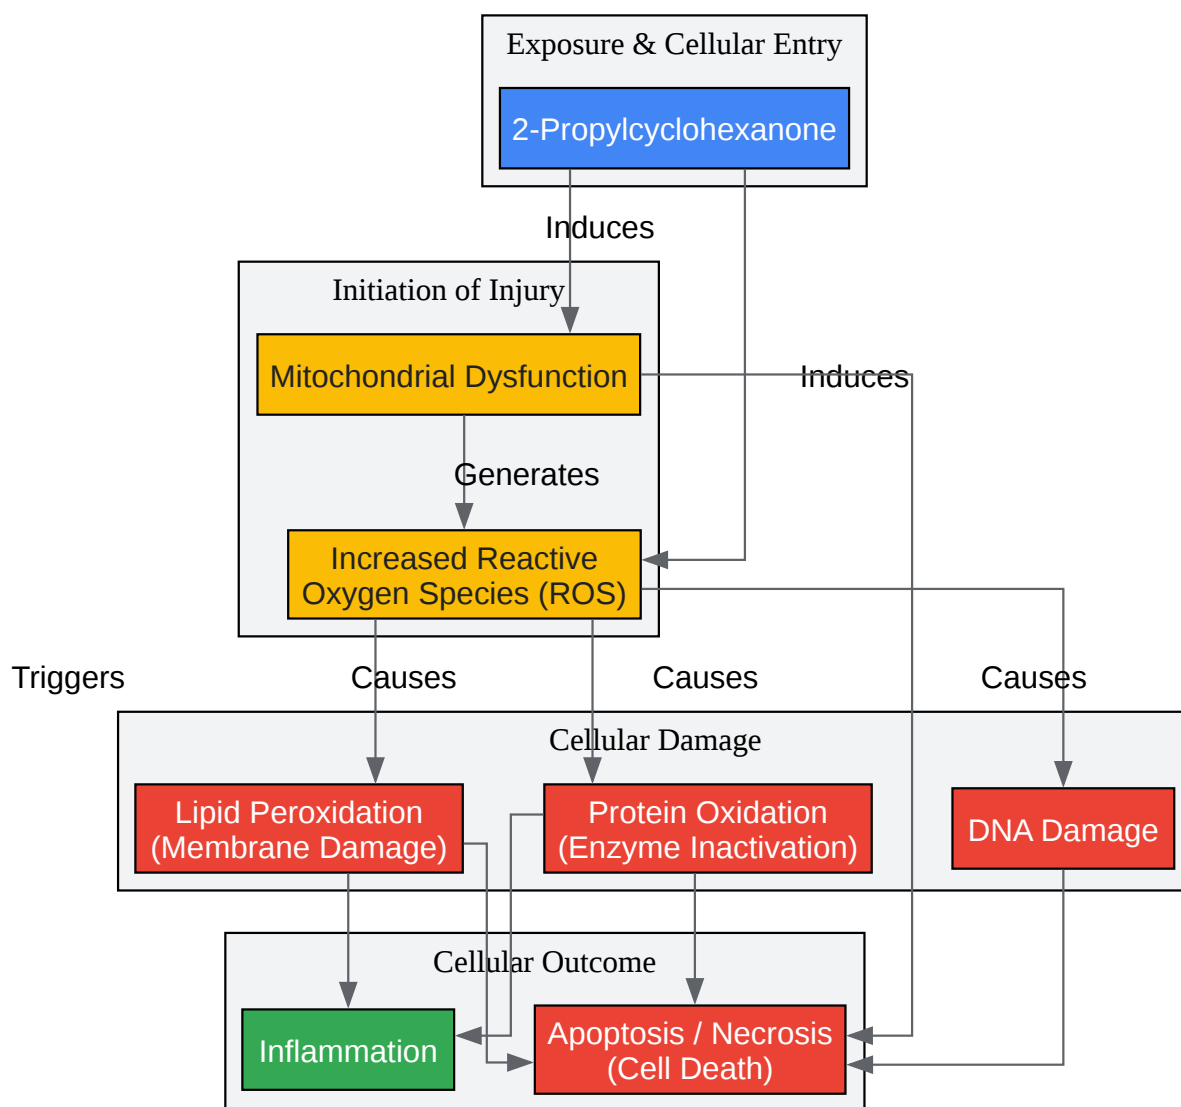 Exposure & Cellular Entry
2-Propylcyclohexanone
Induces
Initiation of Injury
Mitochondrial Dysfunction
Induces
Generates
Increased Reactive
Oxygen Species (ROS)
Triggers
Causes
Causes
Causes
Cellular Damage
Lipid Peroxidation
(Membrane Damage)
Protein Oxidation
(Enzyme Inactivation)
DNA Damage
Cellular Outcome
Inflammation
Apoptosis / Necrosis
(Cell Death)